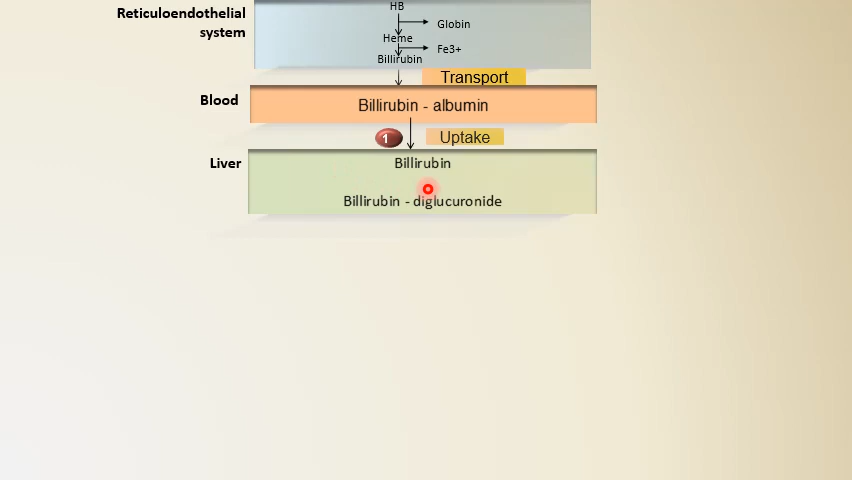 Reticuloendothelial
system
HB
Globin
Heme
Fe3+
Billirubin
Transport
Blood
Billirubin - albumin
1
Uptake
Liver
Billirubin
Billirubin - diglucuronide